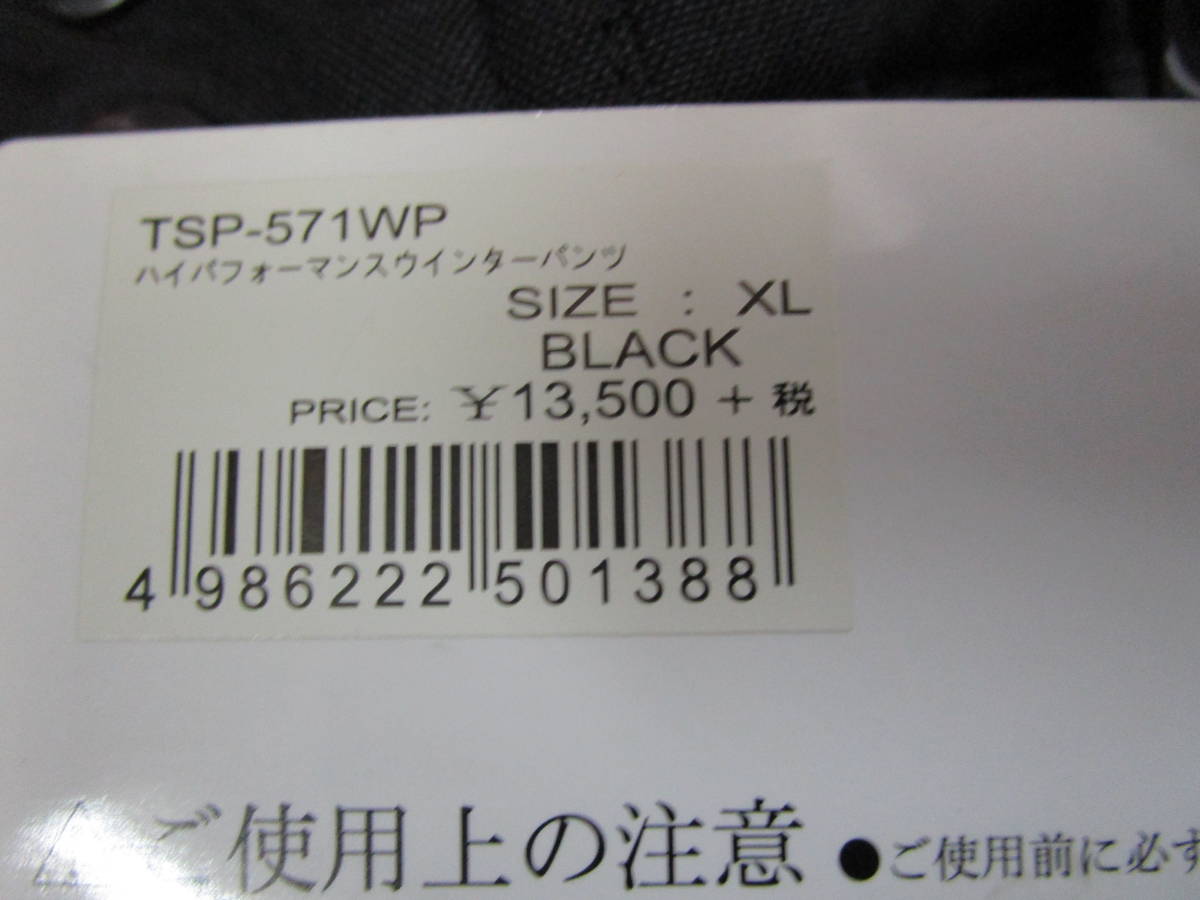 TSP-571WP
ハイパフォーマンスウインターパンツ
SIZE : XL
BLACK
PRICE: ¥13,500 + 税
4 986222 501388
⚠ご使用上の注意
●ご使用前に必ず